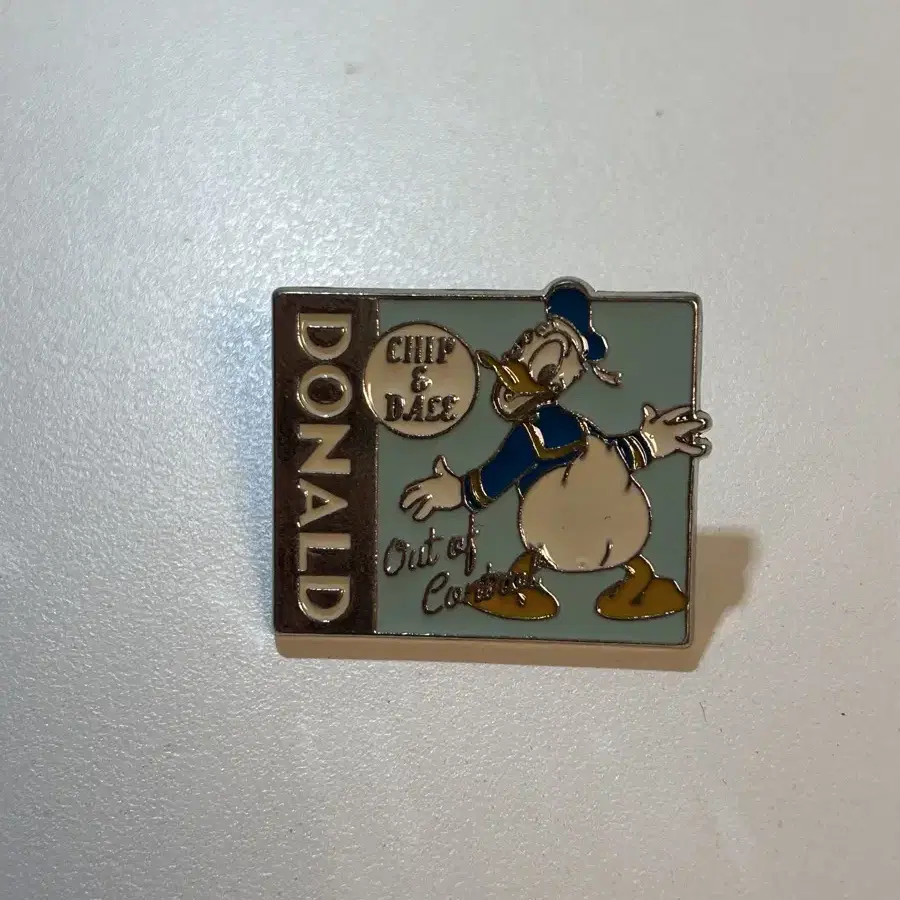 DONALD
CHIP
&
DALE
Out of
Control